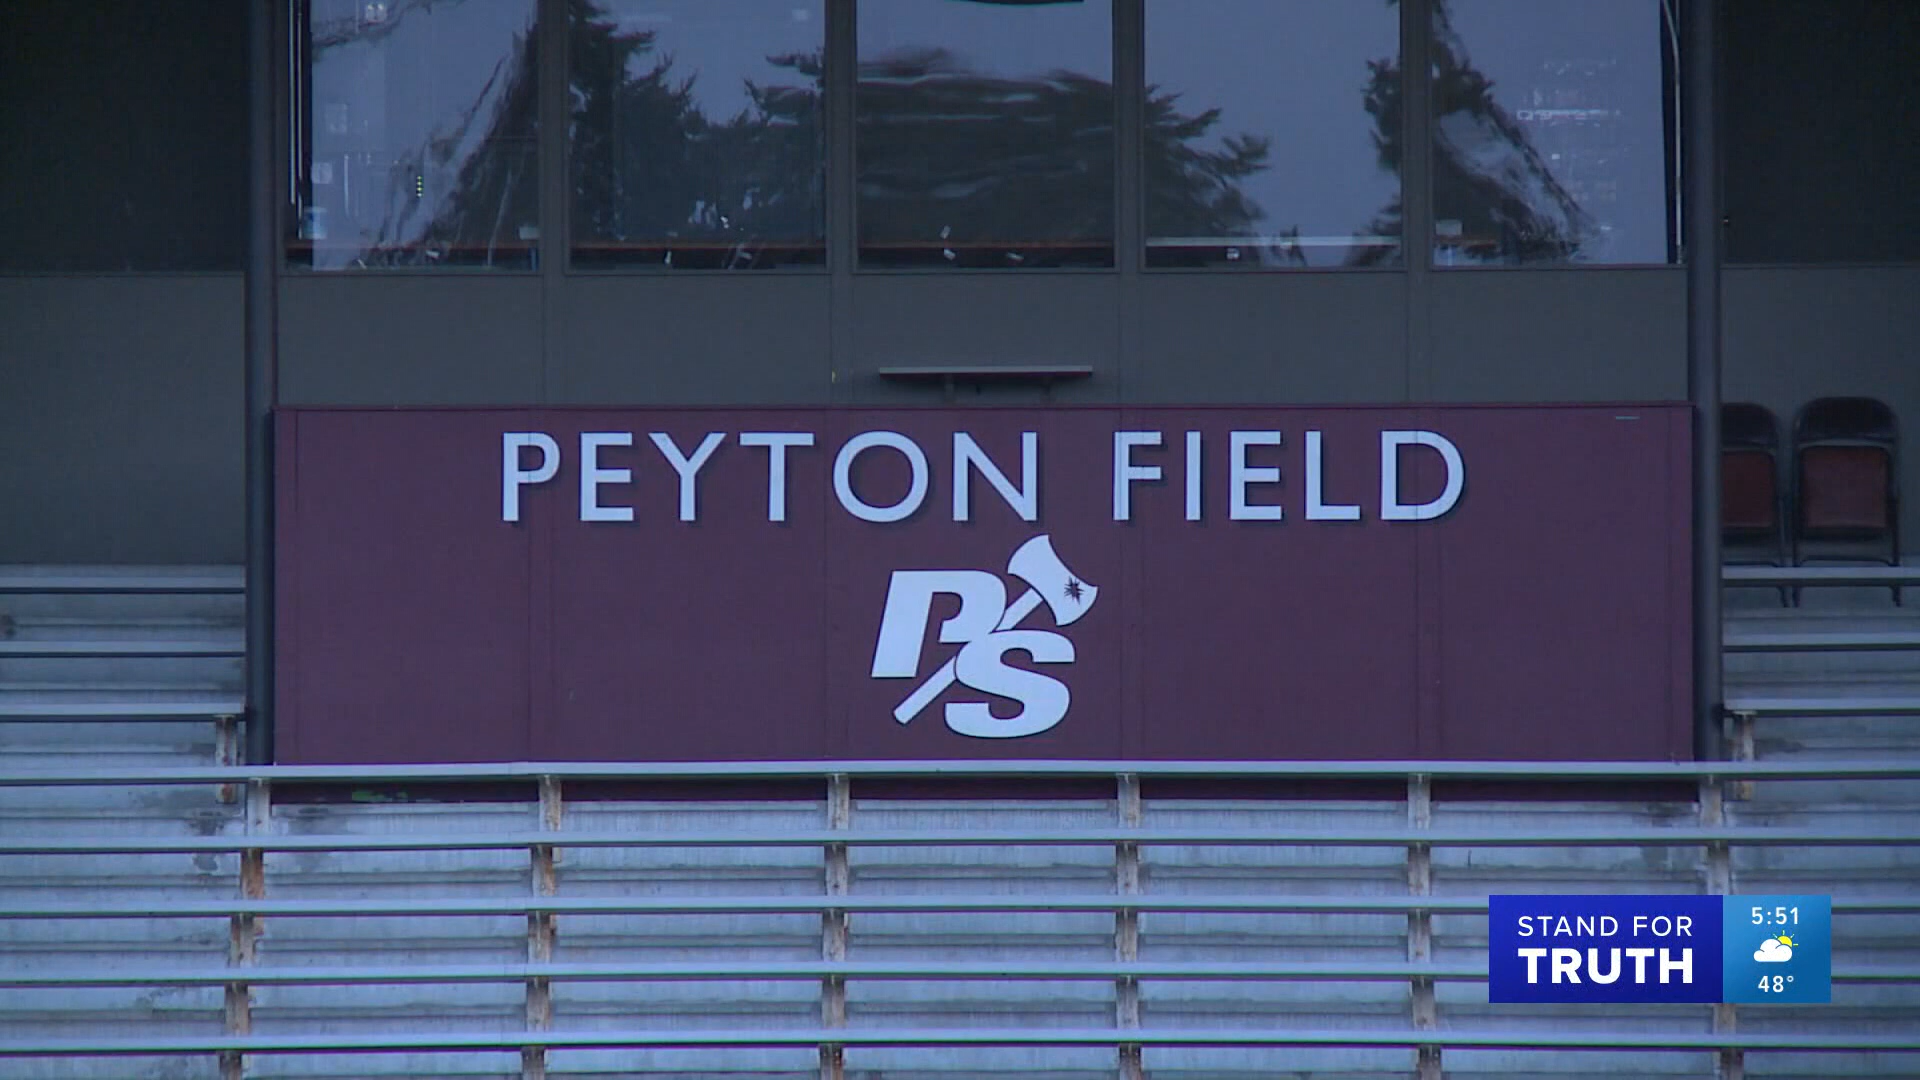 PEYTON FIELD
PS
STAND FOR
TRUTH
5:51
48°